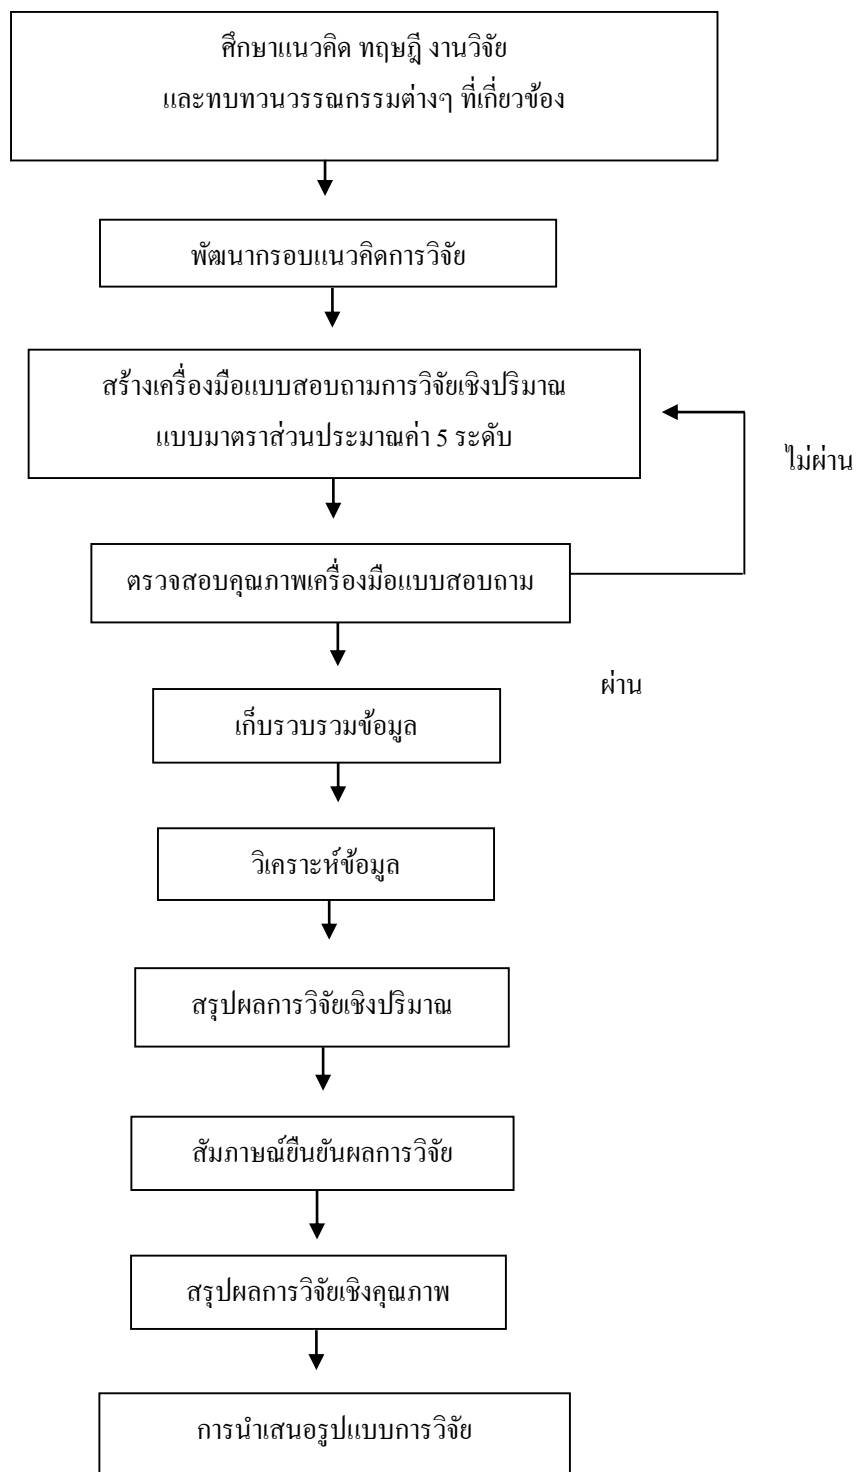 ศึกษาแนวคิด ทฤษฎี งานวิจัย
และทบทวนวรรณกรรมต่างๆ ที่เกี่ยวข้อง
พัฒนากรอบแนวคิดการวิจัย
สร้างเครื่องมือแบบสอบถามการวิจัยเชิงปริมาณ
แบบมาตราส่วนประมาณค่า 5 ระดับ
ไม่ผ่าน
ตรวจสอบคุณภาพเครื่องมือแบบสอบถาม
ผ่าน
เก็บรวบรวมข้อมูล
วิเคราะห์ข้อมูล
สรุปผลการวิจัยเชิงปริมาณ
สัมภาษณ์ยืนยันผลการวิจัย
สรุปผลการวิจัยเชิงคุณภาพ
การนำเสนอรูปแบบการวิจัย